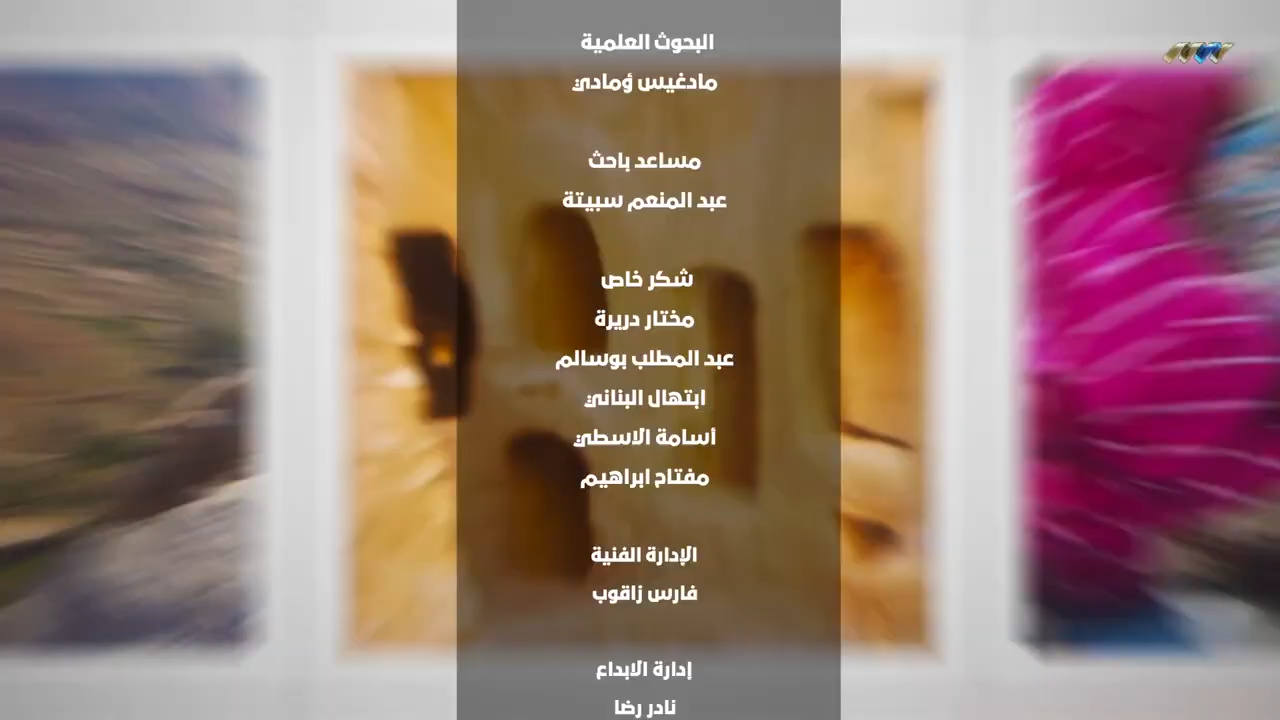 البحوث العلمية
مادغيس ؤمادي
مساعد باحث
عبد المنعم سبيتة
شكر خاص
مختار دريرة
عبد المطلب بوسالم
ابتهال البناني
أسامة الاسطي
مفتاح ابراهيم
الإدارة الفنية
فارس زاقوب
إدارة الابداع
نادر رضا